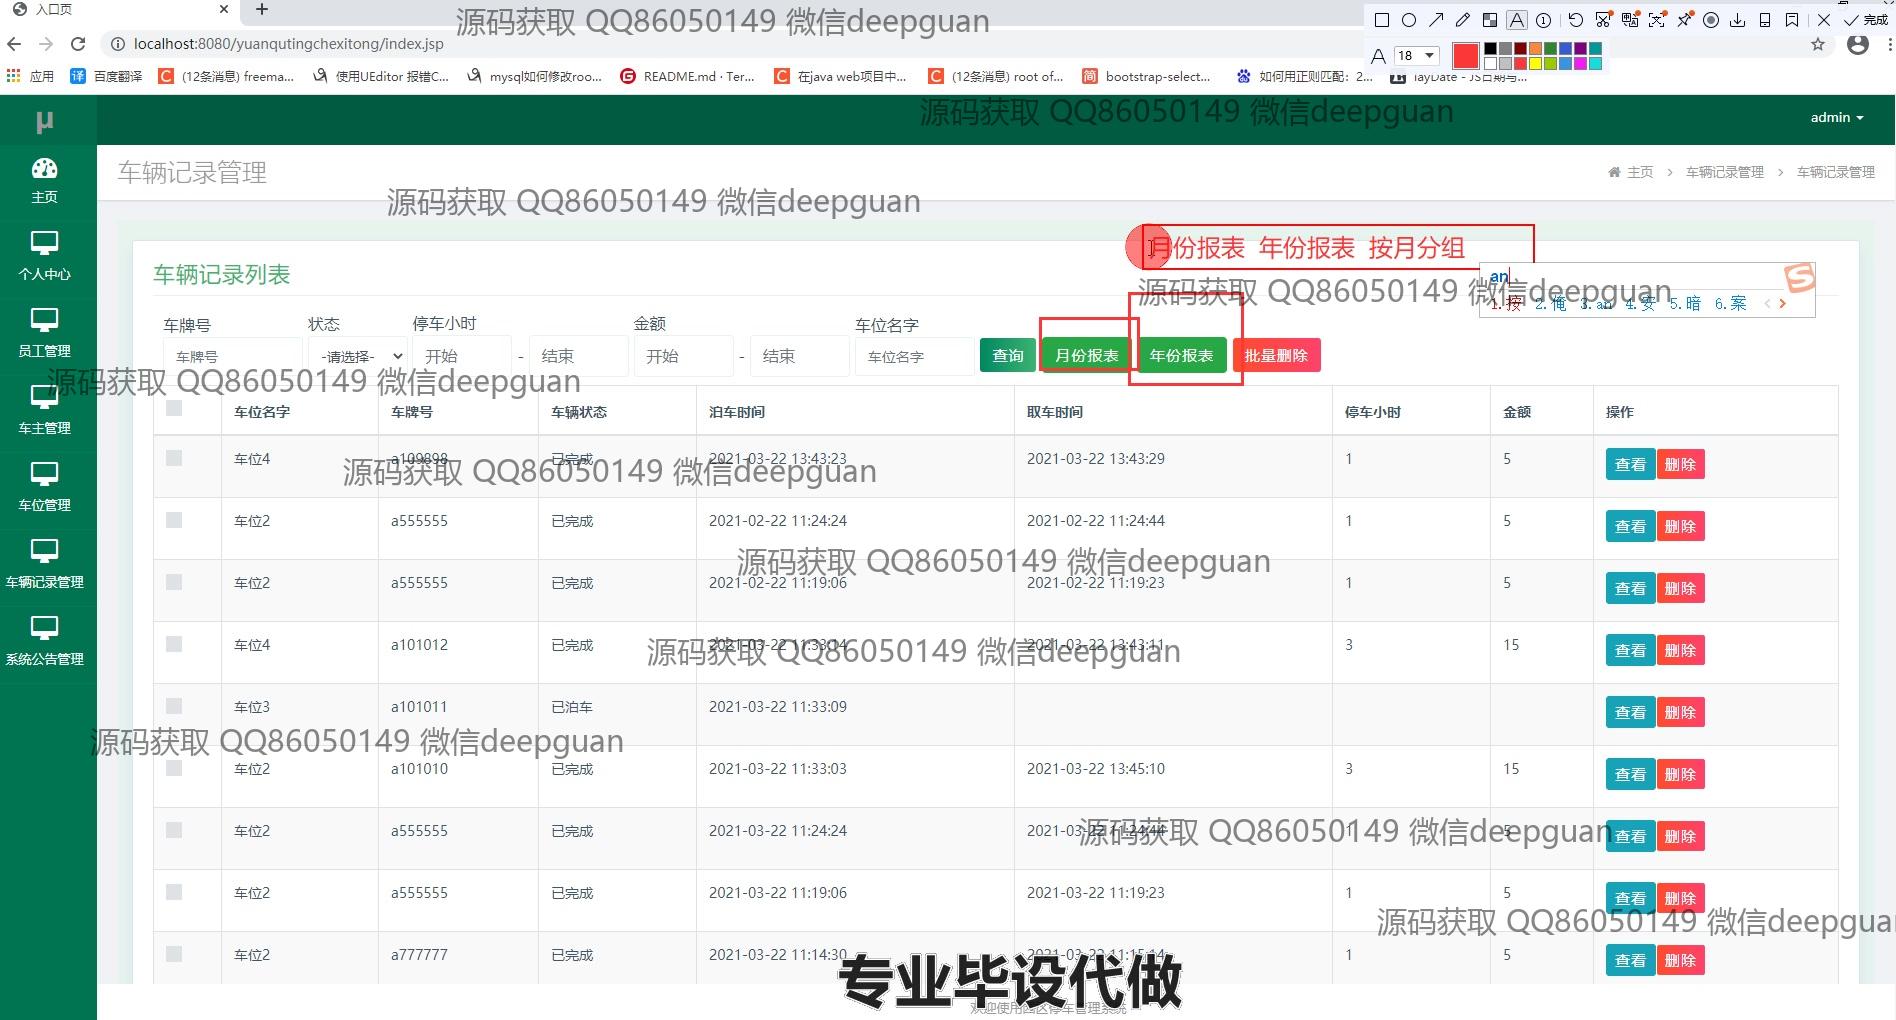 入口页
源码获取 QQ86050149 微信deepguan
完成
localhost:8080/yuanqutingchexitong/index.jsp
18
应用 百度翻译 (12条消息) freema... 使用UEditor 报错C... mysql如何修改roo... README.md · Ter... 在java web项目中... (12条消息) root of... bootstrap-select... 如何用正则匹配：2... layDate - JS日期与...
源码获取 QQ86050149 微信deepguan
μ
admin
车辆记录管理
主页 > 车辆记录管理 > 车辆记录管理
主页
源码获取 QQ86050149 微信deepguan
个人中心
员工管理
车主管理
车位管理
车辆记录管理
系统公告管理
月份报表 年份报表 按月分组
车辆记录列表
an
源码获取 QQ86050149 微信deepguan
1.按 2.俺 3.an 4.安 5.暗 6.案
车牌号 状态 停车小时 金额 车位名字
车牌号 -请选择- 开始 - 结束 开始 - 结束 车位名字 查询 月份报表 年份报表 批量删除
源码获取 QQ86050149 微信deepguan
车位名字 车牌号 车辆状态 泊车时间 取车时间 停车小时 金额 操作
车位4 a109898 已完成 2021-03-22 13:43:23 2021-03-22 13:43:29 1 5 查看 删除
源码获取 QQ86050149 微信deepguan
车位2 a555555 已完成 2021-02-22 11:24:24 2021-02-22 11:24:44 1 5 查看 删除
源码获取 QQ86050149 微信deepguan
车位2 a555555 已完成 2021-02-22 11:19:06 2021-02-22 11:19:23 1 5 查看 删除
车位4 a101012 已完成 2021-03-22 11:33:14 2021-03-22 13:43:11 3 15 查看 删除
源码获取 QQ86050149 微信deepguan
车位3 a101011 已泊车 2021-03-22 11:33:09 查看 删除
源码获取 QQ86050149 微信deepguan
车位2 a101010 已完成 2021-03-22 11:33:03 2021-03-22 13:45:10 3 15 查看 删除
车位2 a555555 已完成 2021-03-22 11:24:24 2021-03-22 11:24:44 1 5 查看 删除
源码获取 QQ86050149 微信deepguan
车位2 a555555 已完成 2021-03-22 11:19:06 2021-03-22 11:19:23 1 5 查看 删除
源码获取 QQ86050149 微信deepgua
车位2 a777777 已完成 2021-03-22 11:14:30 2021-03-22 11:15:14 1 5 查看 删除
专业毕设代做
欢迎使用园区停车管理系统